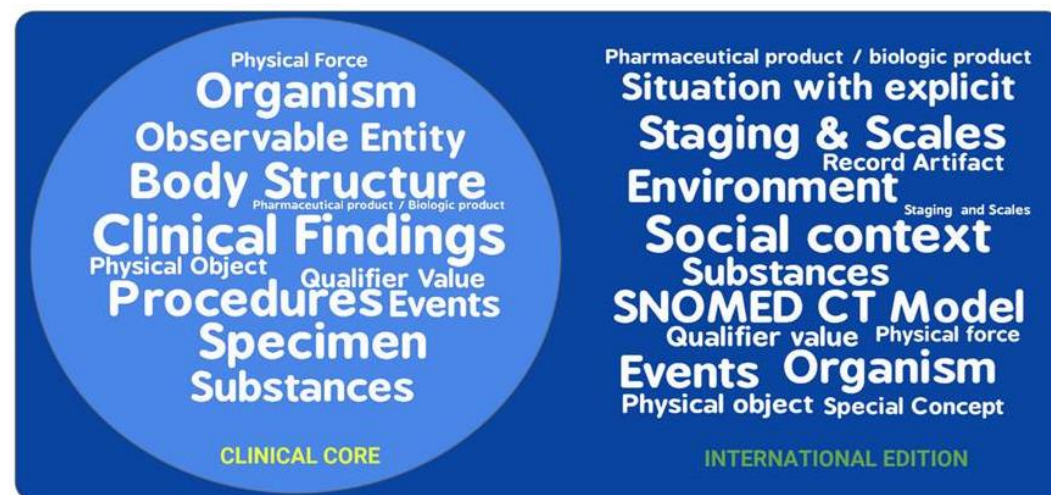 Physical Force
Organism
Observable Entity
Body Structure
Pharmaceutical product / Biologic product
Clinical Findings
Physical Object
Qualifier Value
Procedures
Events
Specimen
Substances
CLINICAL CORE
Pharmaceutical product / biologic product
Situation with explicit
Staging & Scales
Record Artifact
Environment
Staging and Scales
Social context
Substances
SNOMED CT Model
Qualifier value
Physical force
Events
Organism
Physical object
Special Concept
INTERNATIONAL EDITION